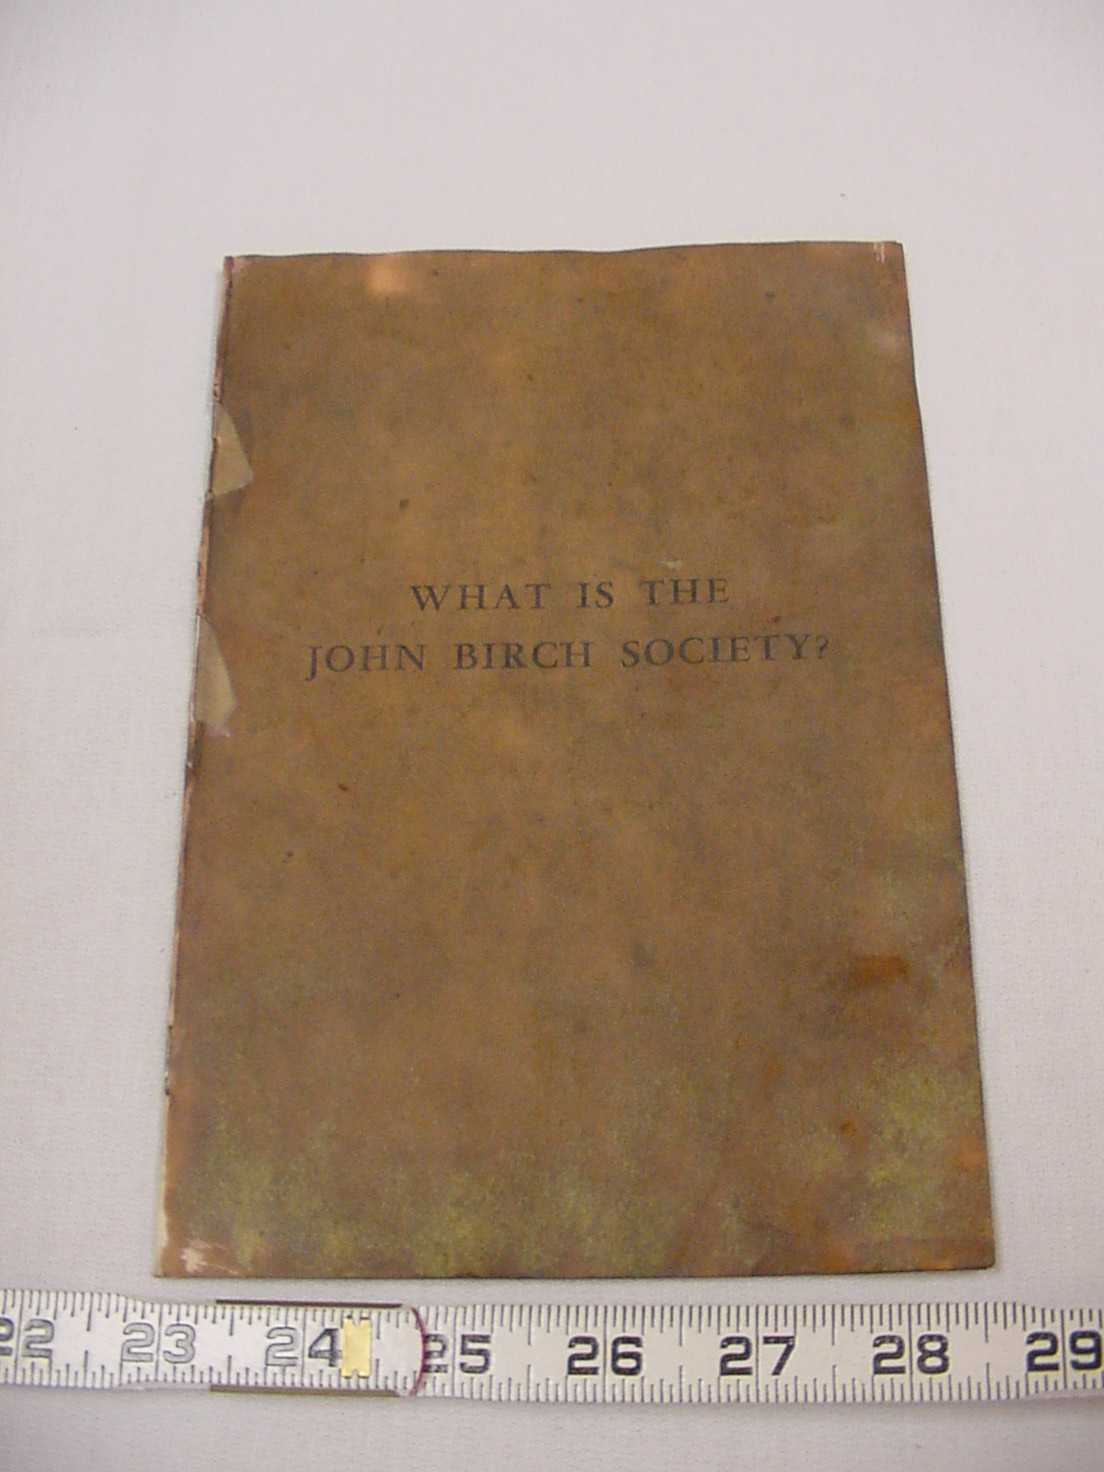 WHAT IS THE
JOHN BIRCH SOCIETY?
22 23 24 25 26 27 28 29